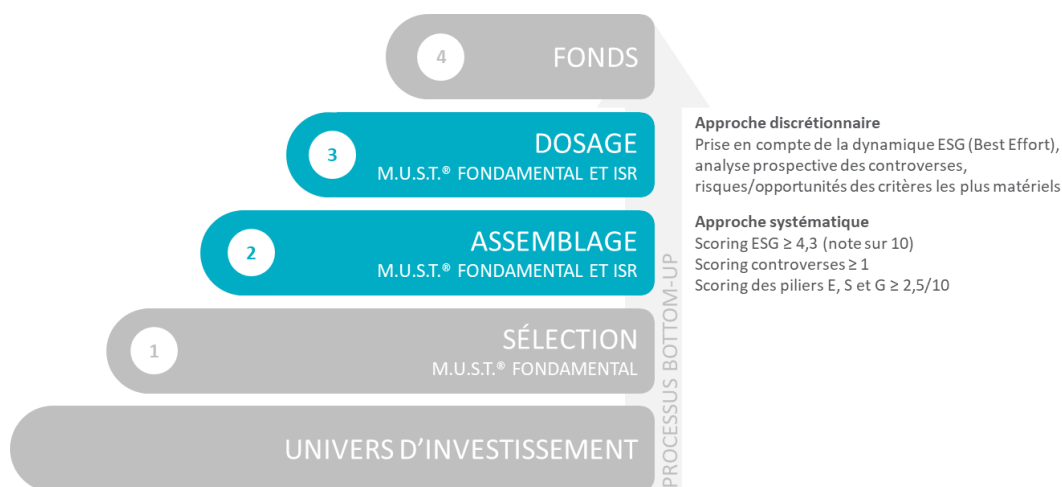 4
FONDS
3
DOSAGE
M.U.S.T.® FONDAMENTAL ET ISR
Approche discrétionnaire
Prise en compte de la dynamique ESG (Best Effort),
analyse prospective des controverses,
risques/opportunités des critères les plus matériels
2
ASSEMBLAGE
M.U.S.T.® FONDAMENTAL ET ISR
Approche systématique
Scoring ESG ≥ 4,3 (note sur 10)
Scoring controverses ≥ 1
Scoring des piliers E, S et G ≥ 2,5/10
1
SÉLECTION
M.U.S.T.® FONDAMENTAL
UNIVERS D’INVESTISSEMENT
PROCESSUS BOTTOM-UP